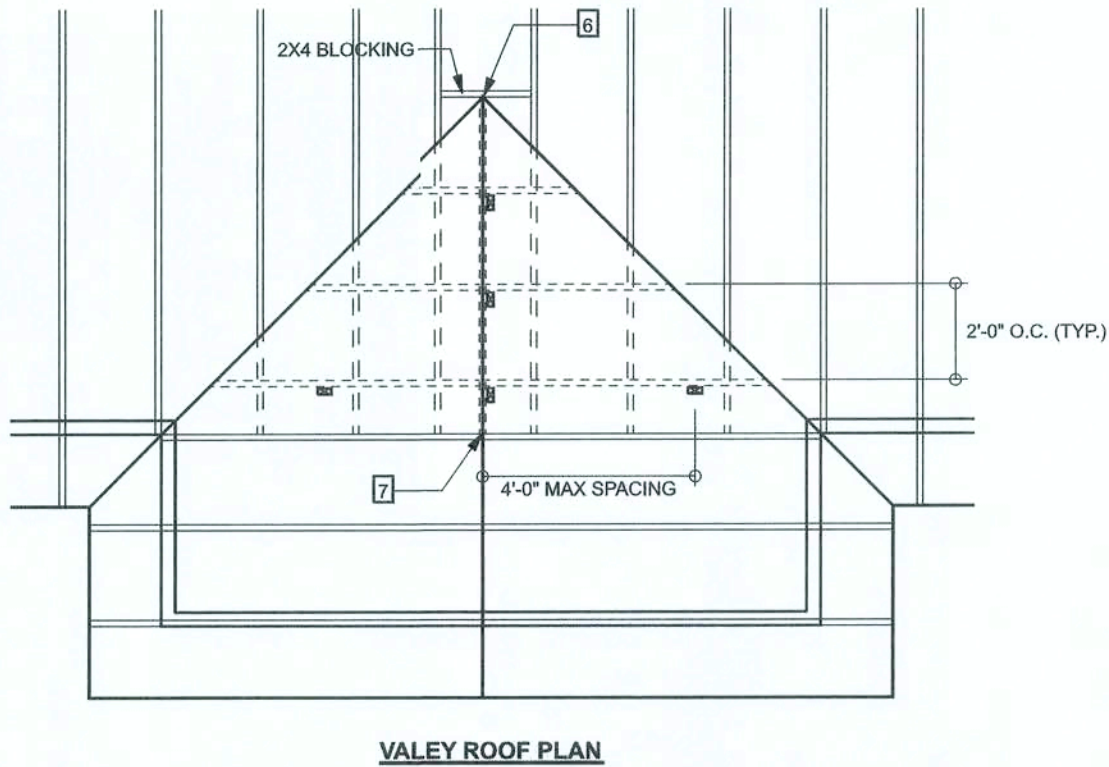 6
2X4 BLOCKING
2'-0" O.C. (TYP.)
7
4'-0" MAX SPACING
VALEY ROOF PLAN